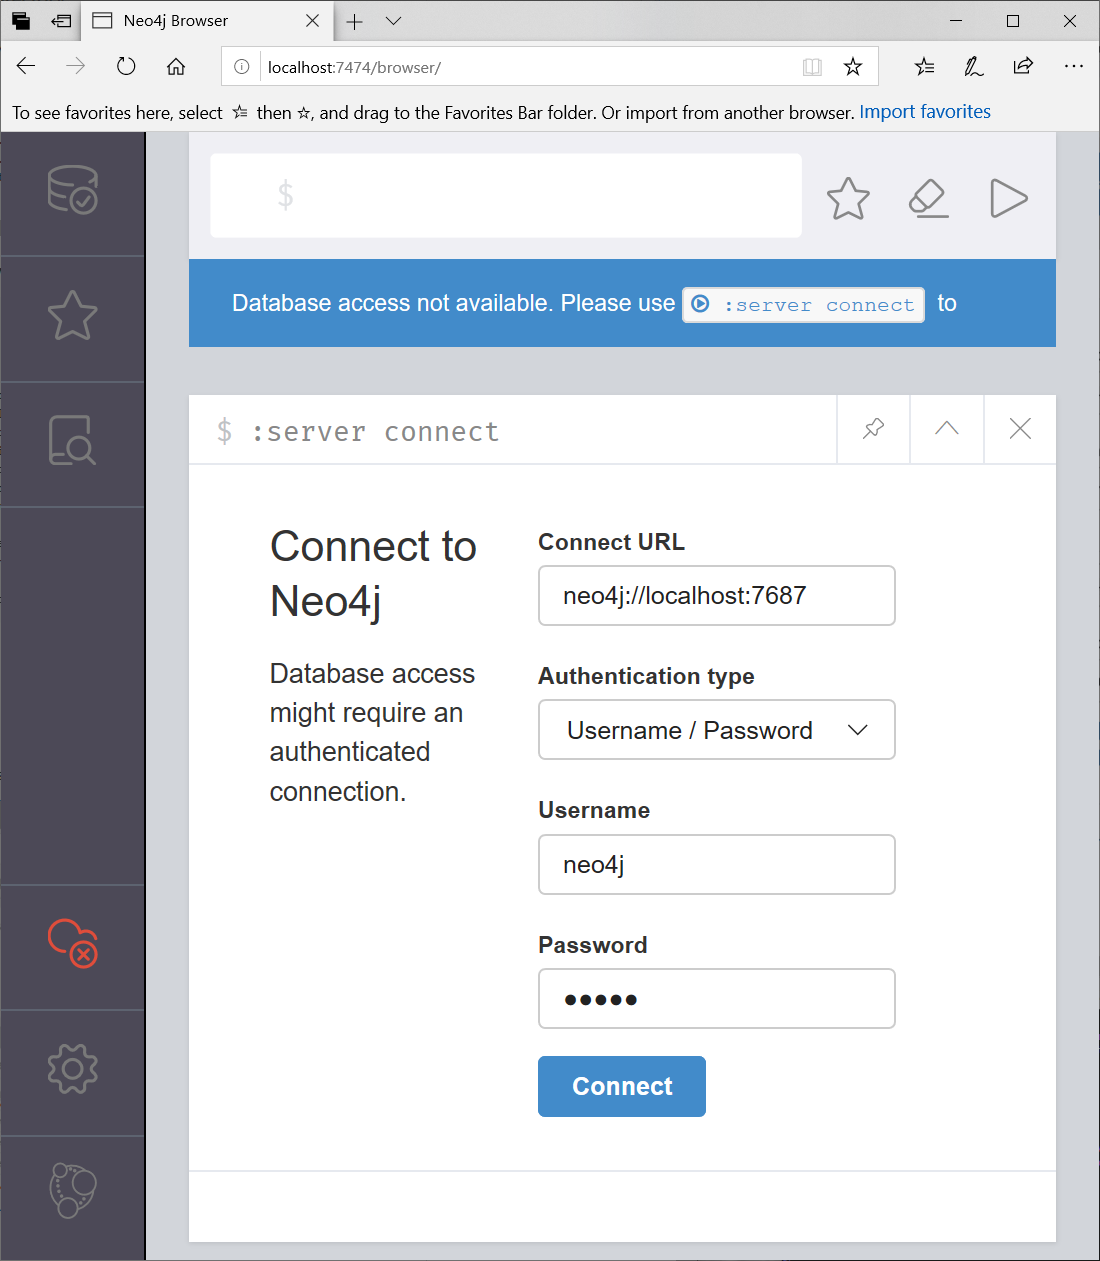 Neo4j Browser
localhost:7474/browser/
To see favorites here, select then , and drag to the Favorites Bar folder. Or import from another browser. Import favorites
$
Database access not available. Please use :server connect to
$ :server connect
Connect to
Neo4j
Database access
might require an
authenticated
connection.
Connect URL
neo4j://localhost:7687
Authentication type
Username / Password
Username
neo4j
Password
•••••
Connect